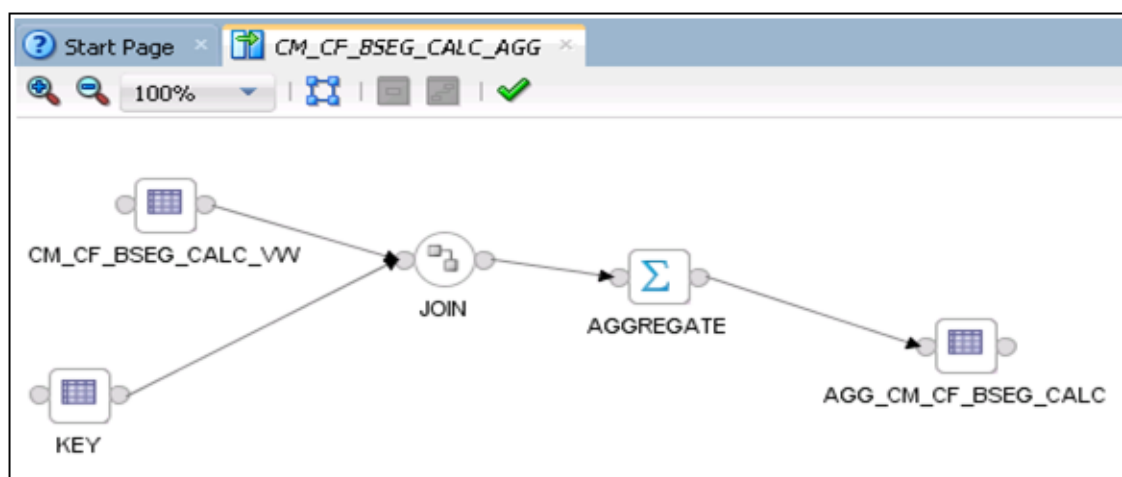 Start Page
CM_CF_BSEG_CALC_AGG
100%
CM_CF_BSEG_CALC_VW
JOIN
AGGREGATE
AGG_CM_CF_BSEG_CALC
KEY